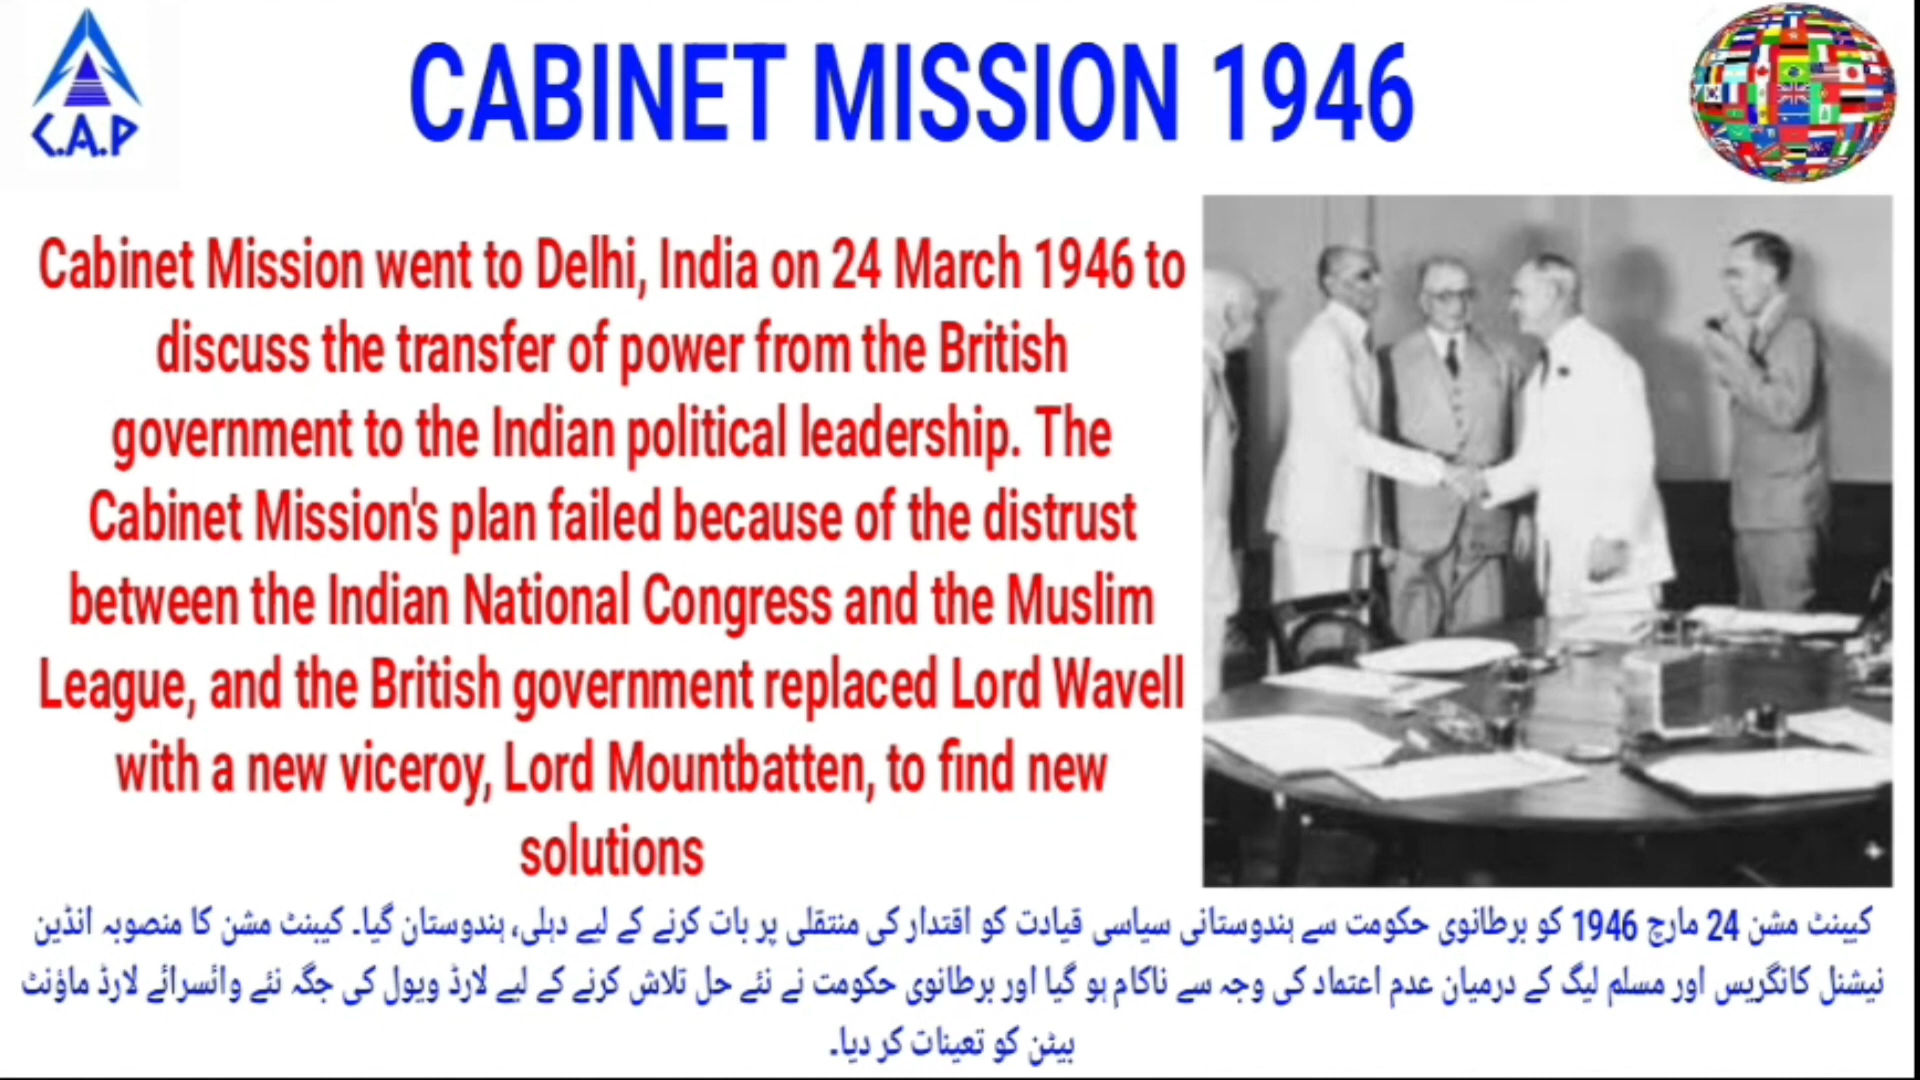 C.A.P
CABINET MISSION 1946
Cabinet Mission went to Delhi, India on 24 March 1946 to
discuss the transfer of power from the British
government to the Indian political leadership. The
Cabinet Mission's plan failed because of the distrust
between the Indian National Congress and the Muslim
League, and the British government replaced Lord Wavell
with a new viceroy, Lord Mountbatten, to find new
solutions
کیبنٹ مشن 24 مارچ 1946 کو برطانوی حکومت سے ہندوستانی سیاسی قیادت کو اقتدار کی منتقلی پر بات کرنے کے لیے دہلی، ہندوستان گیا۔ کیبنٹ مشن کا منصوبہ انڈین
نیشنل کانگریس اور مسلم لیگ کے درمیان عدم اعتماد کی وجہ سے ناکام ہو گیا اور برطانوی حکومت نے نئے حل تلاش کرنے کے لیے لارڈ ویول کی جگہ نئے وائسرائے لارڈ ماؤنٹ
بیٹن کو تعینات کر دیا۔